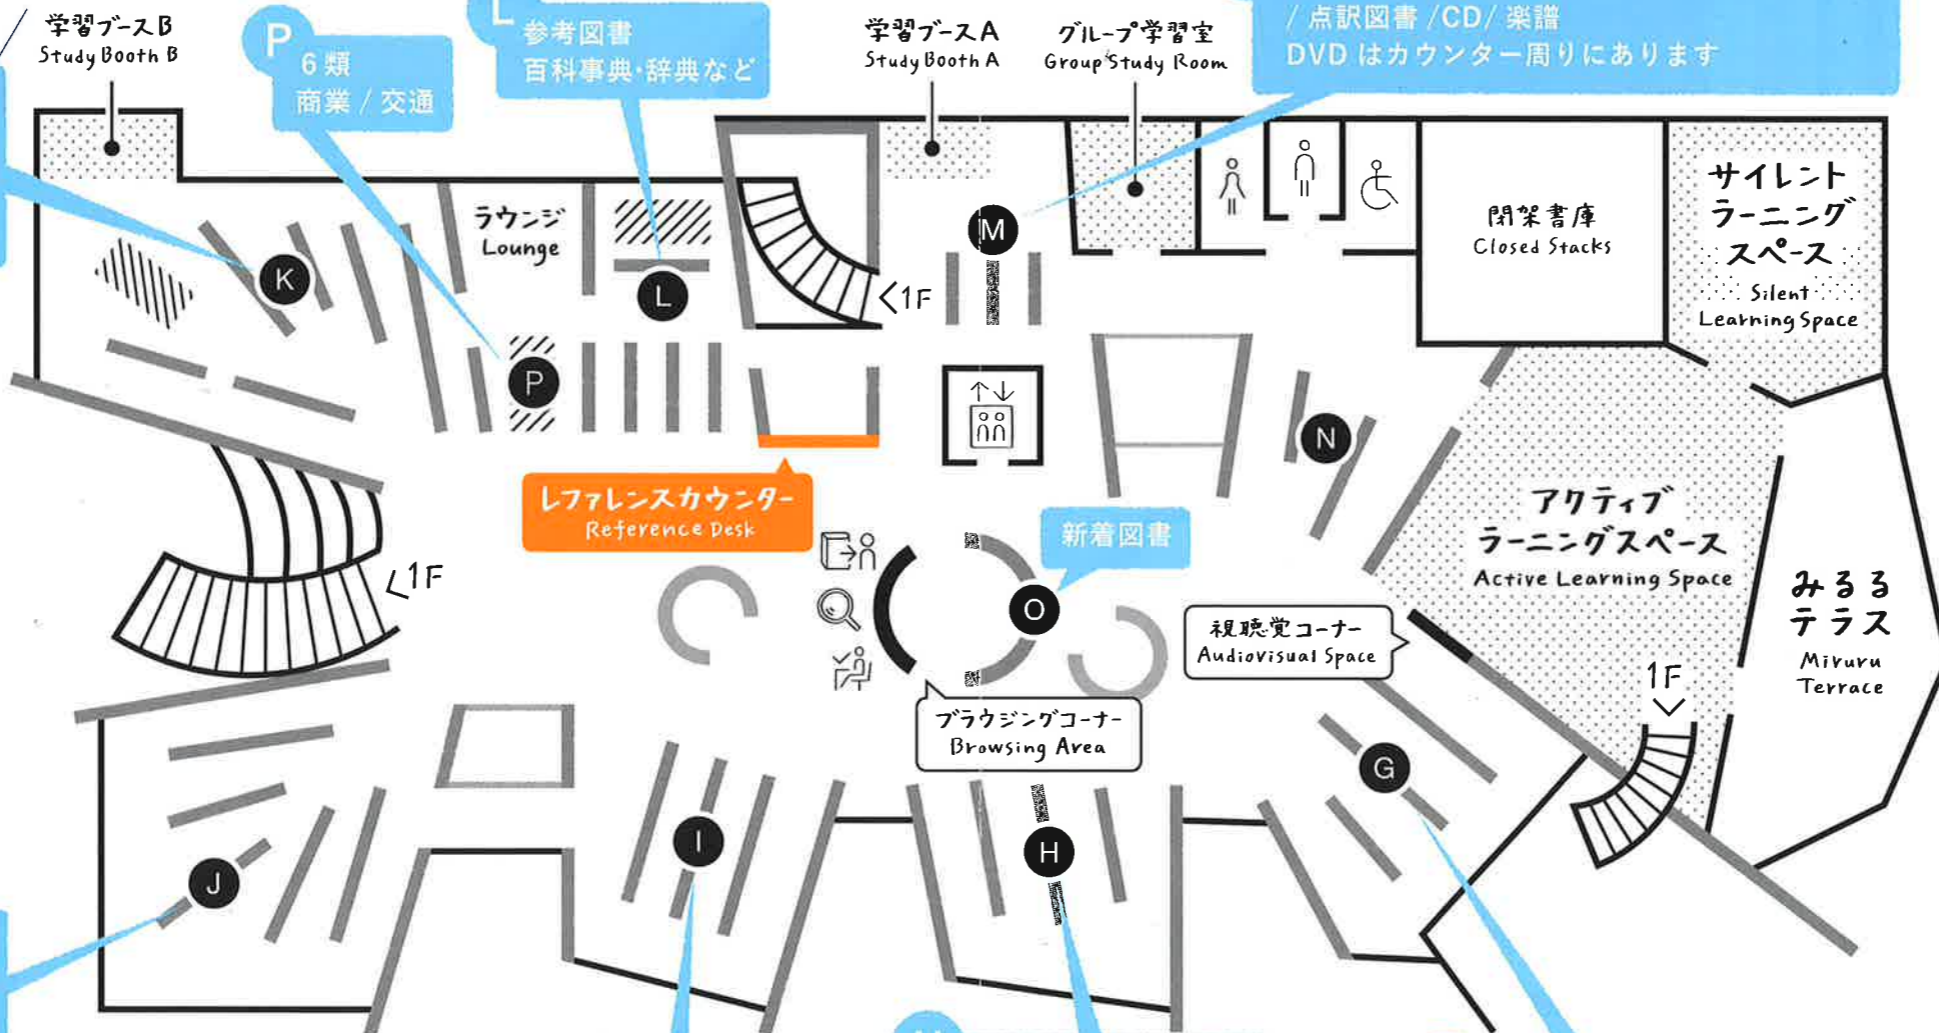 学習ブースB
Study Booth B
P
6類
商業 / 交通
L
参考図書
百科事典・辞典など
学習ブースA
Study Booth A
グループ学習室
Group Study Room
/ 点訳図書 /CD/ 楽譜
DVD はカウンター周りにあります
ラウンジ
Lounge
K
L
P
<1F
M
閉架書庫
Closed Stacks
サイレント
ラーニング
スペース
Silent
Learning Space
N
レファレンスカウンター
Reference Desk
<1F
新着図書
O
アクティブ
ラーニングスペース
Active Learning Space
みるる
テラス
Miruru
Terrace
視聴覚コーナー
Audiovisual Space
1F
ブラウジングコーナー
Browsing Area
G
I
H
J